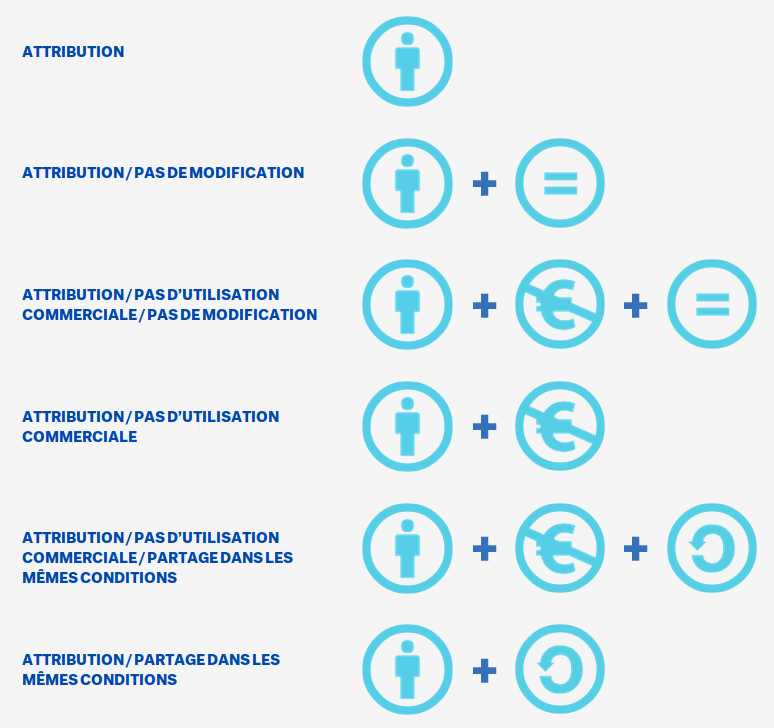 ATTRIBUTION
ATTRIBUTION / PAS DE MODIFICATION
ATTRIBUTION / PAS D'UTILISATION
COMMERCIALE / PAS DE MODIFICATION
ATTRIBUTION / PAS D'UTILISATION
COMMERCIALE
ATTRIBUTION / PAS D'UTILISATION
COMMERCIALE / PARTAGE DANS LES
MÊMES CONDITIONS
ATTRIBUTION / PARTAGE DANS LES
MÊMES CONDITIONS